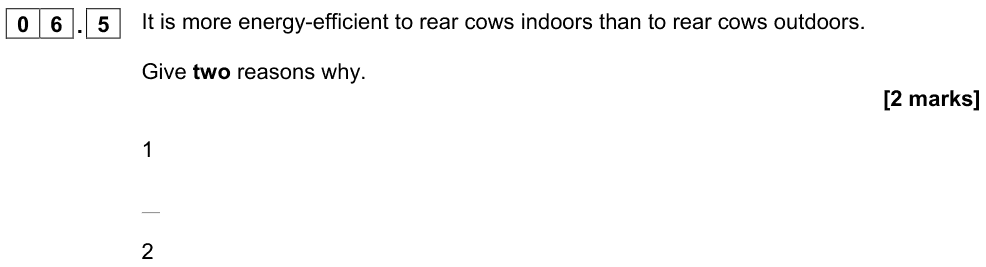 0 6 . 5 It is more energy-efficient to rear cows indoors than to rear cows outdoors.
Give two reasons why.
[2 marks]
1
2